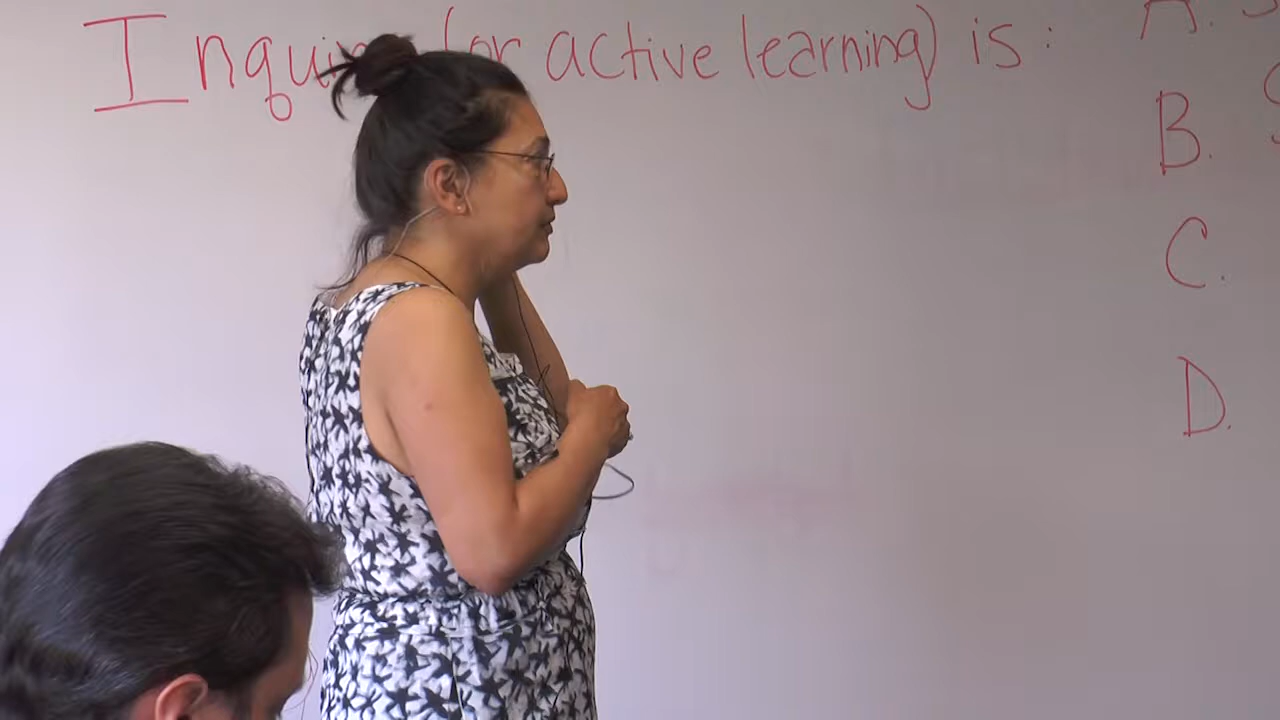 Inqui (or active learning) is:
A. S
B.
C.
D.